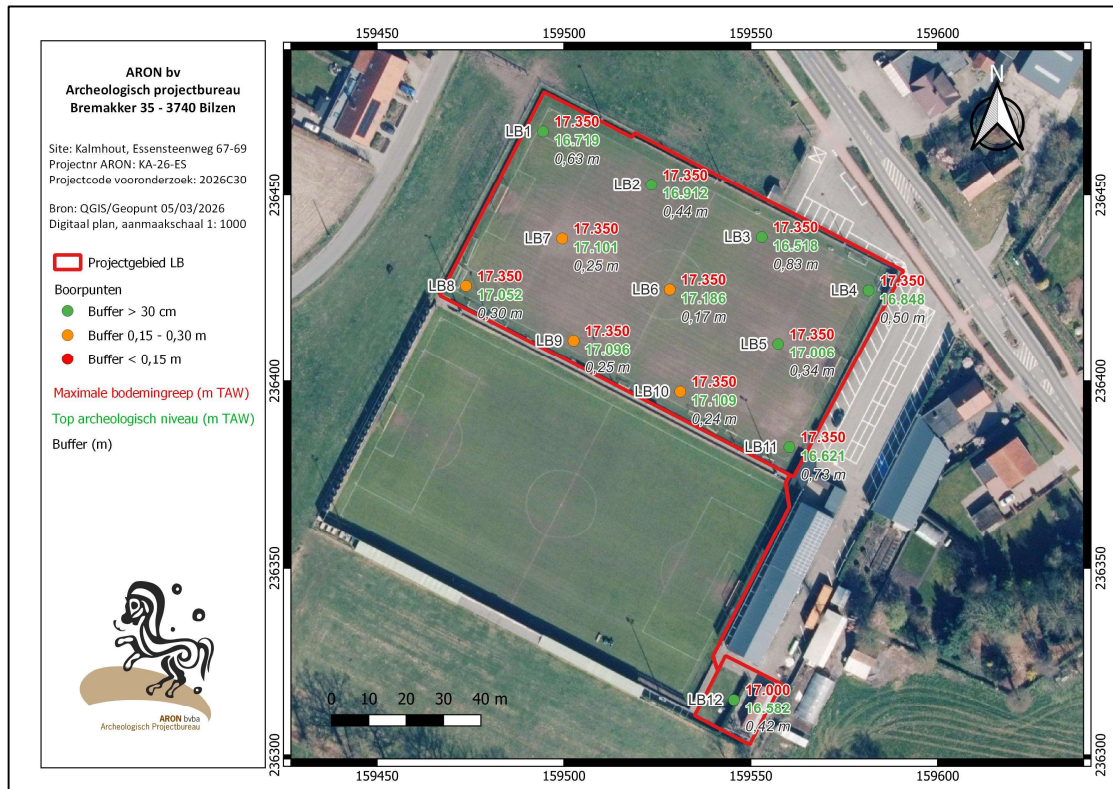 ARON bv
Archeologisch projectbureau
Bremakker 35 - 3740 Bilzen
Site: Kalmhout, Essensteenweg 67-69
Projectnr ARON: KA-26-ES
Projectcode vooronderzoek: 2026C30
Bron: QGIS/Geopunt 05/03/2026
Digitaal plan, aanmaakschaal 1: 1000
Projectgebied LB
Boorpunten
Buffer > 30 cm
Buffer 0,15 - 0,30 m
Buffer < 0,15 m
Maximale bodemingreep (m TAW)
Top archeologisch niveau (m TAW)
Buffer (m)
ARON bvba
Archeologisch Projectbureau
159450 159500 159550 159600
236450
236400
236350
236300
N
LB1
17.350
16.719
0,63 m
LB2
17.350
16.912
0,44 m
LB3
17.350
16.518
0,83 m
LB4
17.350
16.848
0,50 m
LB7
17.350
17.101
0,25 m
LB8
17.350
17.052
0,30 m
LB6
17.350
17.186
0,17 m
LB9
17.350
17.096
0,25 m
LB5
17.350
17.006
0,34 m
LB10
17.350
17.109
0,24 m
LB11
17.350
16.621
0,73 m
LB12
17.000
16.582
0,42 m
0 10 20 30 40 m
236450
236400
236350
236300
159450 159500 159550 159600